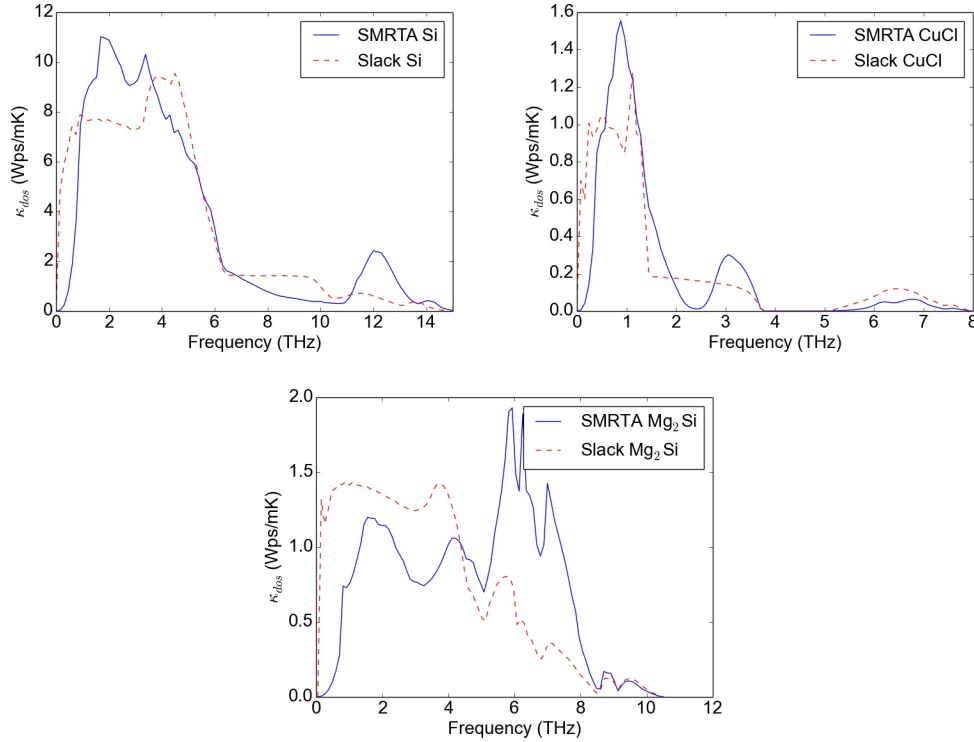 12
10
8
6
4
2
0
κdos (Wps/mK)
SMRTA Si
Slack Si
0 2 4 6 8 10 12 14
Frequency (THz)
1.6
1.4
1.2
1.0
0.8
0.6
0.4
0.2
0.0
κdos (Wps/mK)
SMRTA CuCl
Slack CuCl
0 1 2 3 4 5 6 7 8
Frequency (THz)
2.0
1.5
1.0
0.5
0.0
κdos (Wps/mK)
SMRTA Mg₂Si
Slack Mg₂Si
0 2 4 6 8 10 12
Frequency (THz)